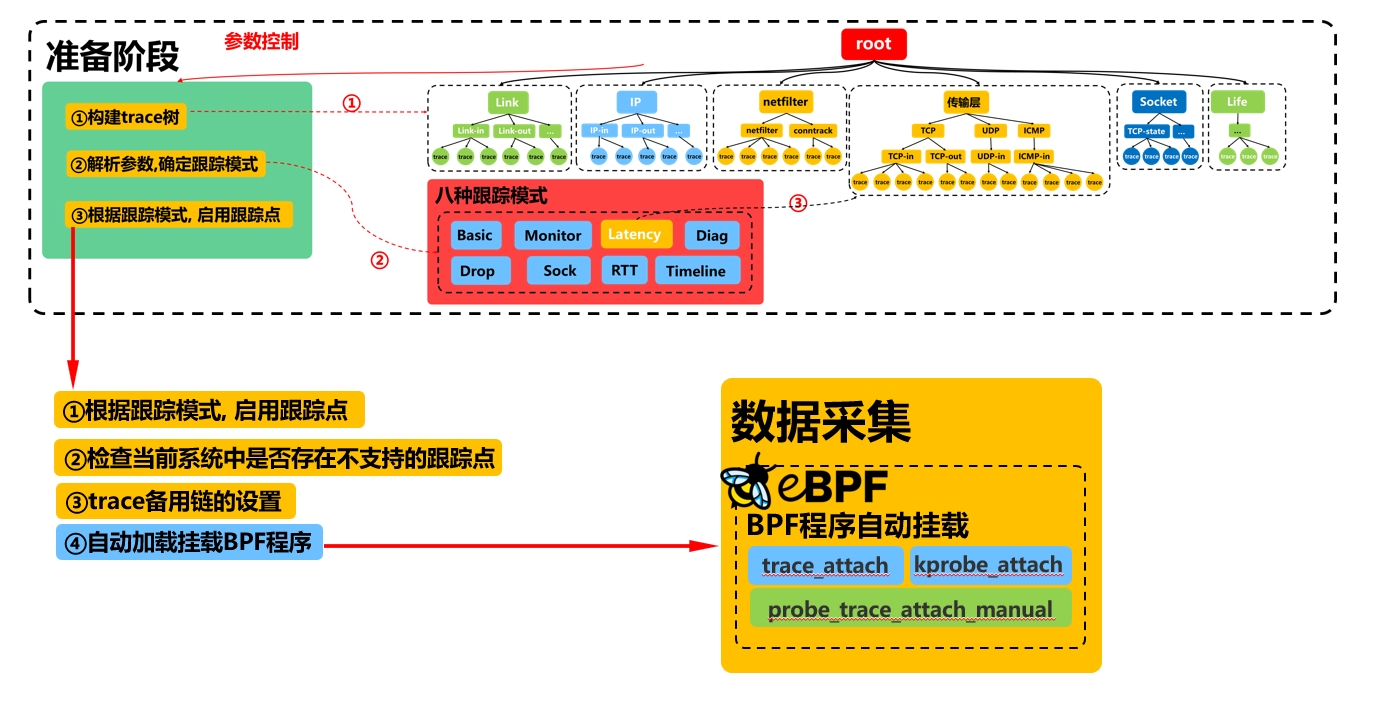 准备阶段
参数控制
①构建trace树
②解析参数,确定跟踪模式
③根据跟踪模式, 启用跟踪点
①
②
③
root
Link
Link-in
Link-out
...
trace
trace
trace
trace
trace
trace
IP
IP-in
IP-out
...
trace
trace
trace
trace
trace
netfilter
netfilter
conntrack
trace
trace
trace
trace
trace
trace
传输层
TCP
UDP
ICMP
TCP-in
TCP-out
UDP-in
ICMP-in
trace
trace
trace
trace
trace
trace
trace
trace
trace
trace
trace
trace
Socket
TCP-state
...
trace
trace
trace
trace
Life
...
trace
trace
trace
八种跟踪模式
Basic
Monitor
Latency
Diag
Drop
Sock
RTT
Timeline
①根据跟踪模式, 启用跟踪点
②检查当前系统中是否存在不支持的跟踪点
③trace备用链的设置
④自动加载挂载BPF程序
数据采集
eBPF
BPF程序自动挂载
trace_attach
kprobe_attach
probe_trace_attach_manual